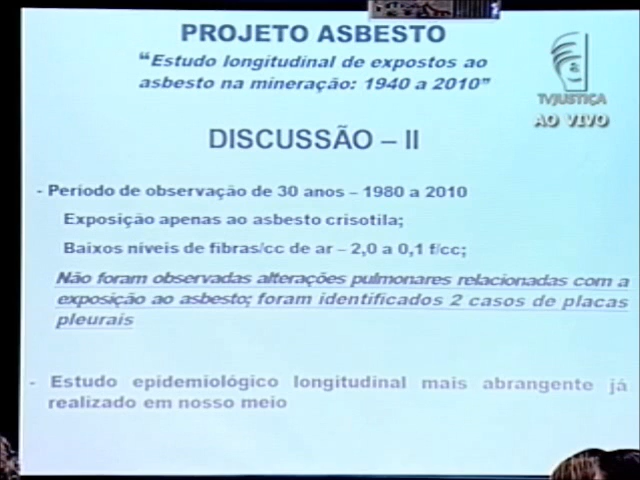 PROJETO ASBESTO
“Estudo longitudinal de expostos ao
asbesto na mineração: 1940 a 2010”
TVJUSTIÇA
AO VIVO
DISCUSSÃO – II
- Período de observação de 30 anos – 1980 a 2010
Exposição apenas ao asbesto crisotila;
Baixos níveis de fibras/cc de ar – 2,0 a 0,1 f/cc;
Não foram observadas alterações pulmonares relacionadas com a
exposição ao asbesto; foram identificados 2 casos de placas
pleurais
- Estudo epidemiológico longitudinal mais abrangente já
realizado em nosso meio